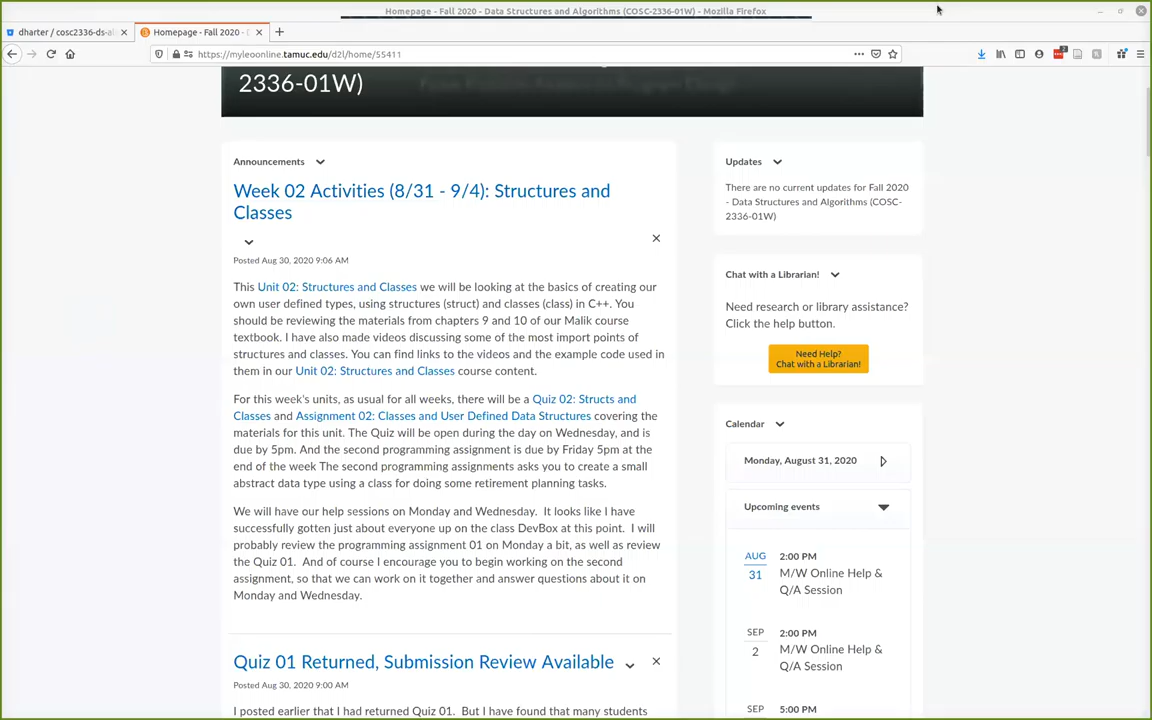 Homepage - Fall 2020 - Data Structures and Algorithms (COSC-2336-01W) - Mozilla Firefox
dharter / cosc2336-ds-al
Homepage - Fall 2020 - D
https://myleoonline.tamuc.edu/d2l/home/55411
2336-01W)
Announcements
Week 02 Activities (8/31 - 9/4): Structures and
Classes
Posted Aug 30, 2020 9:06 AM
This Unit 02: Structures and Classes we will be looking at the basics of creating our
own user defined types, using structures (struct) and classes (class) in C++. You
should be reviewing the materials from chapters 9 and 10 of our Malik course
textbook. I have also made videos discussing some of the most import points of
structures and classes. You can find links to the videos and the example code used in
them in our Unit 02: Structures and Classes course content.
For this week's units, as usual for all weeks, there will be a Quiz 02: Structs and
Classes and Assignment 02: Classes and User Defined Data Structures covering the
materials for this unit. The Quiz will be open during the day on Wednesday, and is
due by 5pm. And the second programming assignment is due by Friday 5pm at the
end of the week The second programming assignments asks you to create a small
abstract data type using a class for doing some retirement planning tasks.
We will have our help sessions on Monday and Wednesday. It looks like I have
successfully gotten just about everyone up on the class DevBox at this point. I will
probably review the programming assignment 01 on Monday a bit, as well as review
the Quiz 01. And of course I encourage you to begin working on the second
assignment, so that we can work on it together and answer questions about it on
Monday and Wednesday.
Quiz 01 Returned, Submission Review Available
Posted Aug 30, 2020 9:00 AM
I posted earlier that I had returned Quiz 01. But I have found that many students
Updates
There are no current updates for Fall 2020
- Data Structures and Algorithms (COSC-
2336-01W)
Chat with a Librarian!
Need research or library assistance?
Click the help button.
Need Help?
Chat with a Librarian!
Calendar
Monday, August 31, 2020
Upcoming events
AUG
31
2:00 PM
M/W Online Help &
Q/A Session
SEP
2
2:00 PM
M/W Online Help &
Q/A Session
SEP
5:00 PM